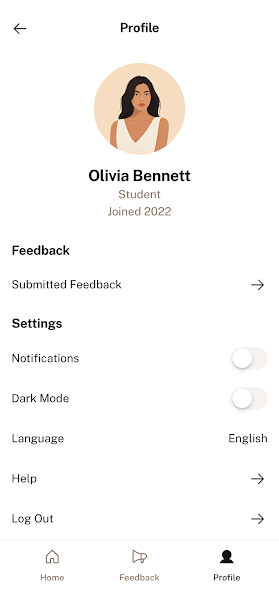 Profile
Olivia Bennett
Student
Joined 2022
Feedback
Submitted Feedback
Settings
Notifications
Dark Mode
Language English
Help
Log Out
Home Feedback Profile